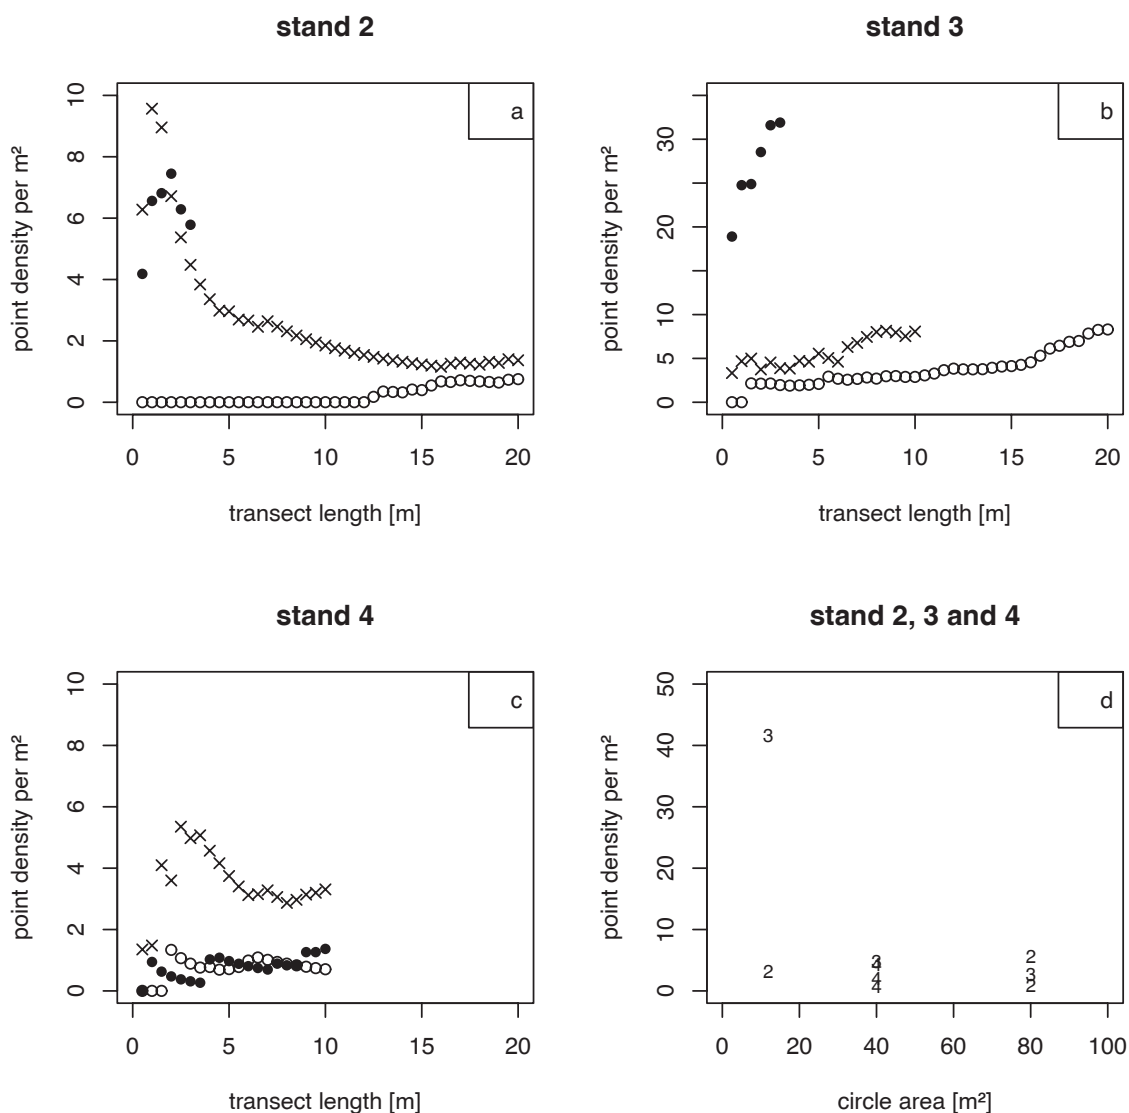 stand 2
a
point density per m²
0 2 4 6 8 10
0 5 10 15 20
transect length [m]
stand 3
b
point density per m²
0 5 10 20 30
0 5 10 15 20
transect length [m]
stand 4
c
point density per m²
0 2 4 6 8 10
0 5 10 15 20
transect length [m]
stand 2, 3 and 4
d
point density per m²
0 10 20 30 40 50
3
2
3
4
4
4
2
3
2
0 20 40 60 80 100
circle area [m²]